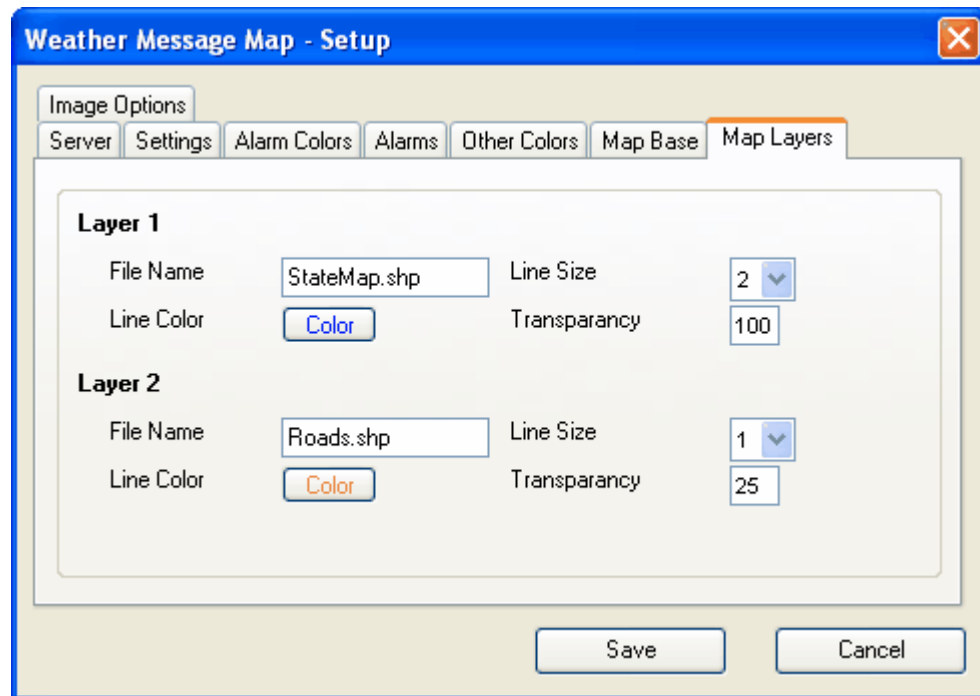 Weather Message Map - Setup
Image Options
Server Settings Alarm Colors Alarms Other Colors Map Base Map Layers
Layer 1
File Name StateMap.shp Line Size 2
Line Color Color Transparancy 100
Layer 2
File Name Roads.shp Line Size 1
Line Color Color Transparancy 25
Save Cancel